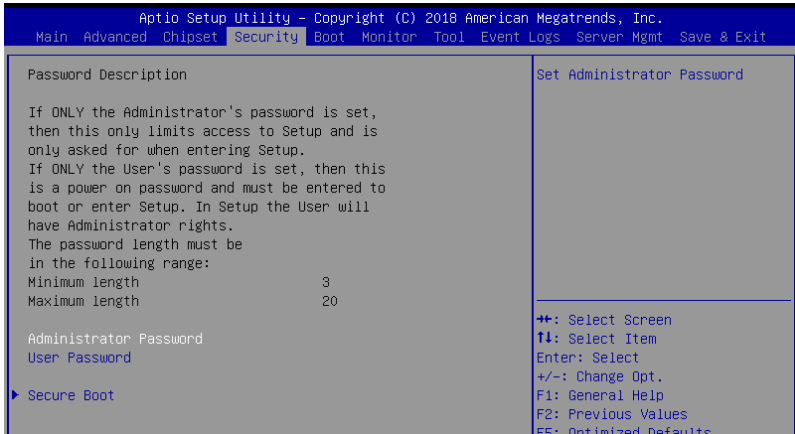 Aptio Setup Utility – Copyright (C) 2018 American Megatrends, Inc.
Main Advanced Chipset Security Boot Monitor Tool Event Logs Server Mgmt Save & Exit
Password Description
If ONLY the Administrator's password is set,
then this only limits access to Setup and is
only asked for when entering Setup.
If ONLY the User's password is set, then this
is a power on password and must be entered to
boot or enter Setup. In Setup the User will
have Administrator rights.
The password length must be
in the following range:
Minimum length 3
Maximum length 20
Administrator Password
User Password
Secure Boot
Set Administrator Password
→←: Select Screen
↑↓: Select Item
Enter: Select
+/-: Change Opt.
F1: General Help
F2: Previous Values
F5: Optimized Defaults